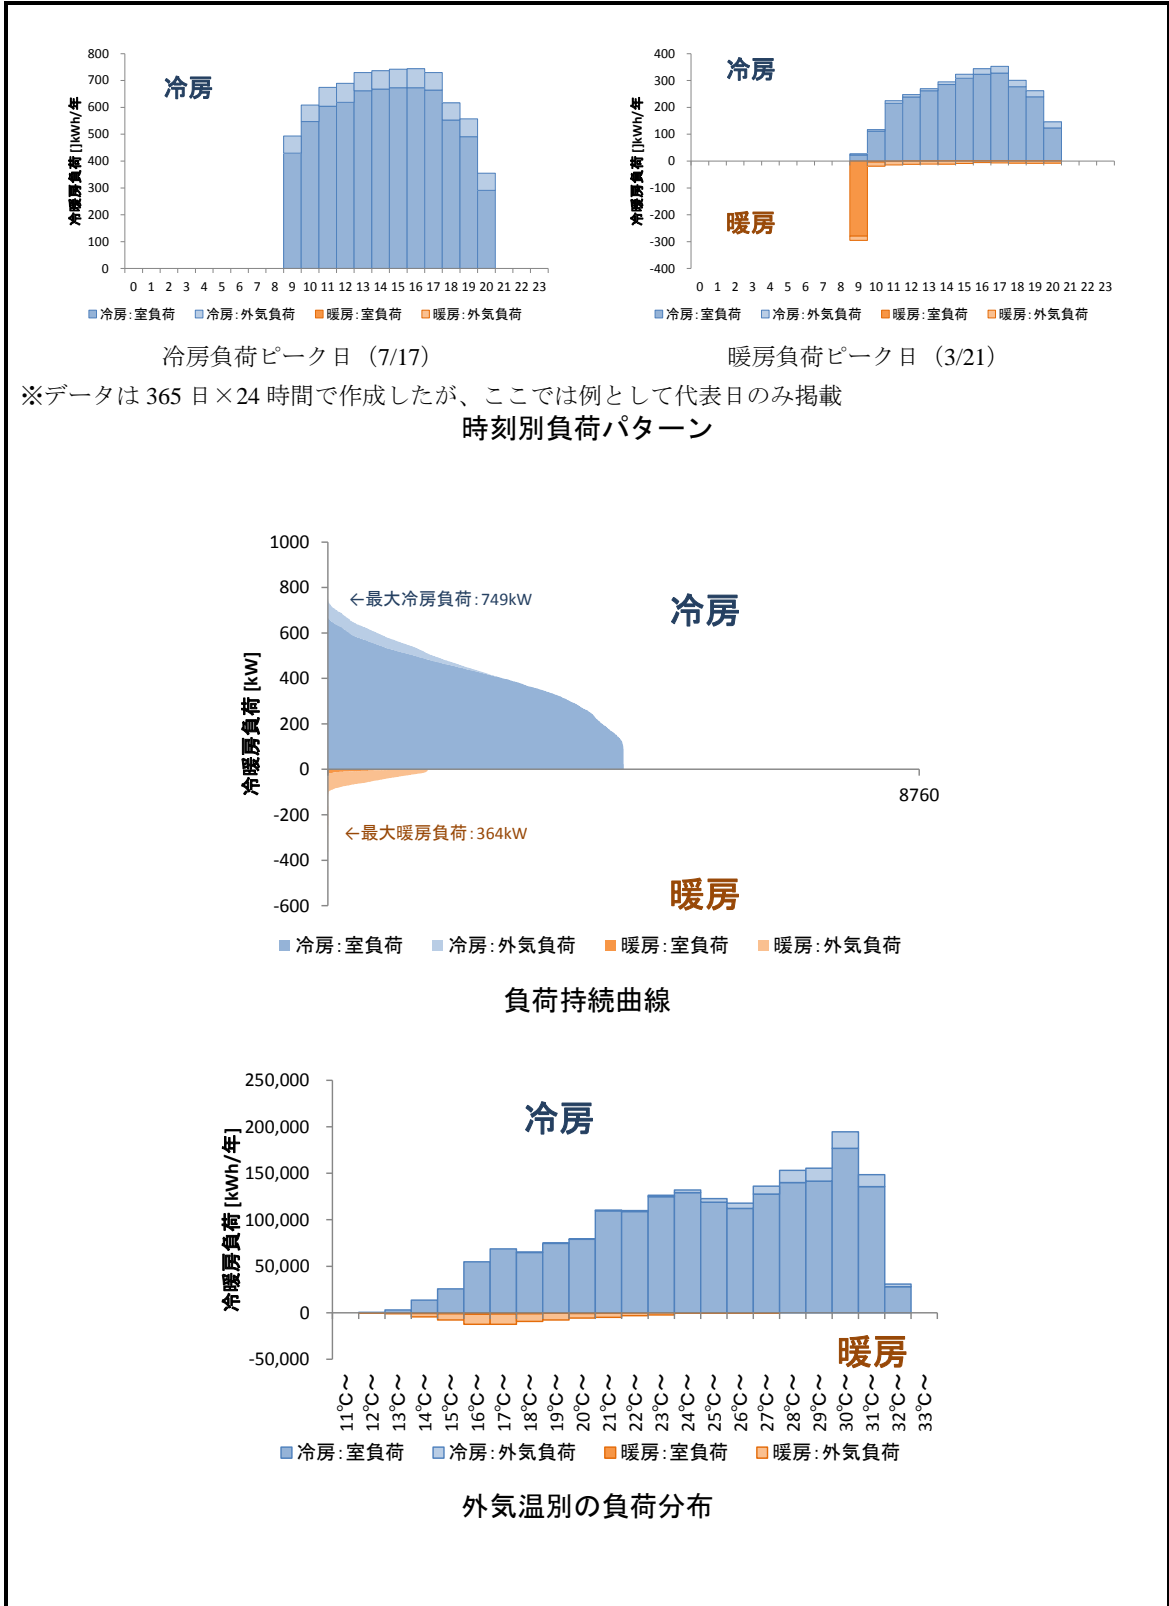 冷房
冷暖房負荷 []kWh/年
800
700
600
500
400
300
200
100
0
0 1 2 3 4 5 6 7 8 9 10 11 12 13 14 15 16 17 18 19 20 21 22 23
冷房:室負荷 冷房:外気負荷 暖房:室負荷 暖房:外気負荷
冷房負荷ピーク日（7/17）
冷房
暖房
冷暖房負荷 []kWh/年
400
300
200
100
0
-100
-200
-300
-400
0 1 2 3 4 5 6 7 8 9 10 11 12 13 14 15 16 17 18 19 20 21 22 23
冷房:室負荷 冷房:外気負荷 暖房:室負荷 暖房:外気負荷
暖房負荷ピーク日（3/21）
※データは 365 日×24 時間で作成したが、ここでは例として代表日のみ掲載
時刻別負荷パターン
冷暖房負荷 [kW]
1000
800
600
400
200
0
-200
-400
-600
←最大冷房負荷:749kW
冷房
8760
←最大暖房負荷:364kW
暖房
冷房:室負荷 冷房:外気負荷 暖房:室負荷 暖房:外気負荷
負荷持続曲線
冷暖房負荷 [kWh/年]
250,000
200,000
150,000
100,000
50,000
0
-50,000
冷房
暖房
11℃～ 12℃～ 13℃～ 14℃～ 15℃～ 16℃～ 17℃～ 18℃～ 19℃～ 20℃～ 21℃～ 22℃～ 23℃～ 24℃～ 25℃～ 26℃～ 27℃～ 28℃～ 29℃～ 30℃～ 31℃～ 32℃～ 33℃～
冷房:室負荷 冷房:外気負荷 暖房:室負荷 暖房:外気負荷
外気温別の負荷分布